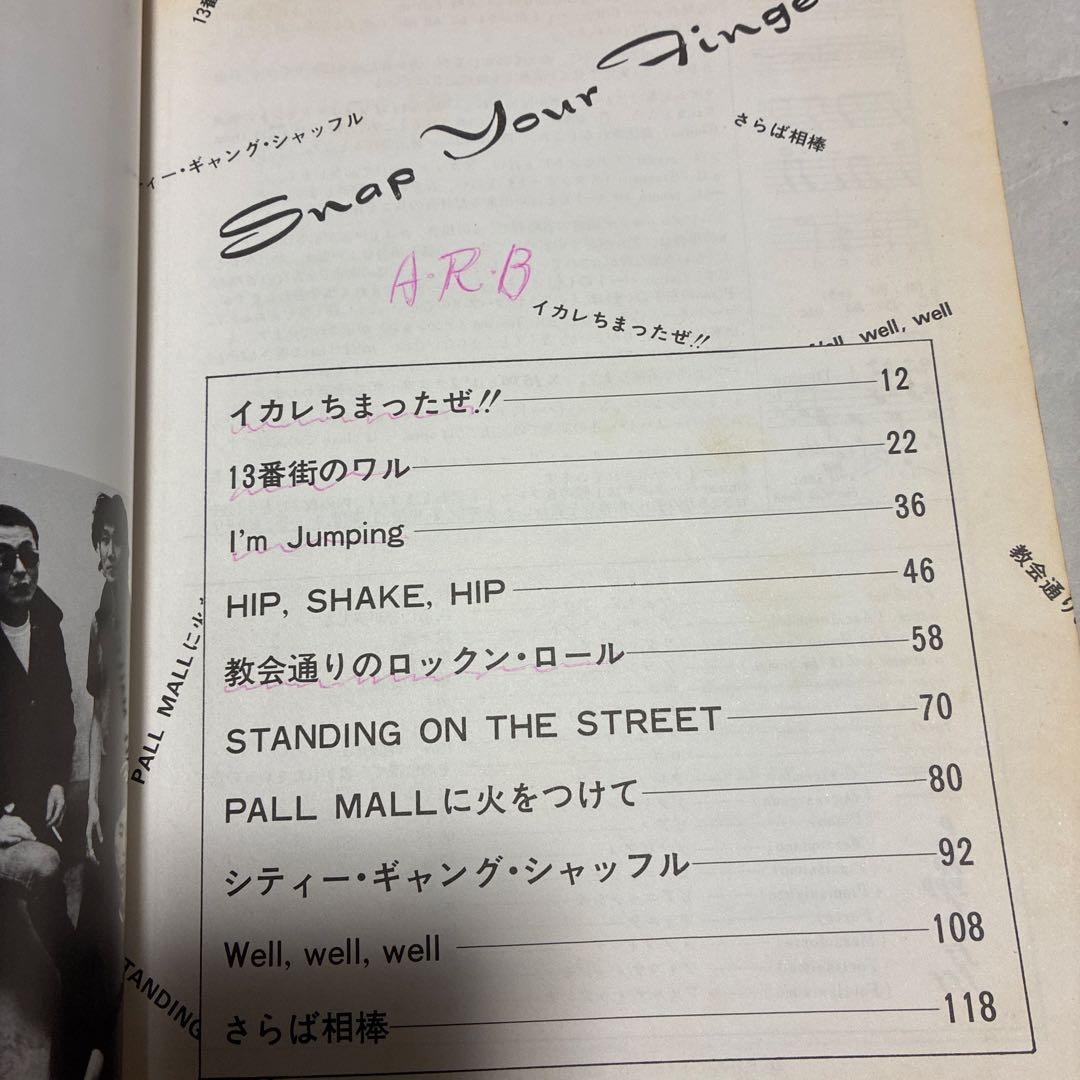 13番
ティー・ギャング・シャッフル
Snap Your Finge
さらば相棒
A・R・B
イカレちまったぜ!!
Well, well, well
イカレちまったぜ!! 12
13番街のワル 22
I'm Jumping 36
HIP, SHAKE, HIP 46
教会通りのロックン・ロール 58
STANDING ON THE STREET 70
PALL MALLに火をつけて 80
シティー・ギャング・シャッフル 92
Well, well, well 108
さらば相棒 118
教会通り
PALL MALLに火
TANDING